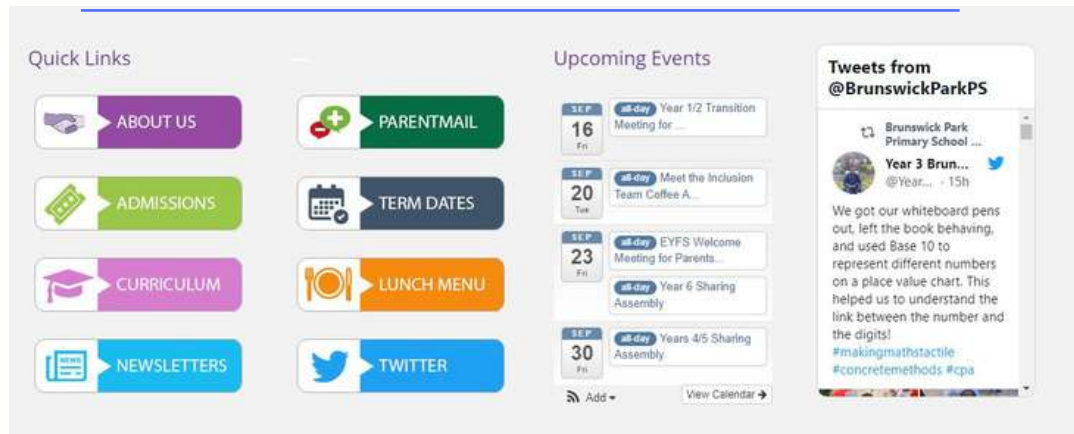 Quick Links
ABOUT US
PARENTMAIL
ADMISSIONS
TERM DATES
CURRICULUM
LUNCH MENU
NEWS
NEWSLETTERS
TWITTER
Upcoming Events
SEP
16
Fri
all-day Year 1/2 Transition
Meeting for ...
SEP
20
Tue
all-day Meet the Inclusion
Team Coffee A...
SEP
23
Fri
all-day EYFS Welcome
Meeting for Parents...
all-day Year 6 Sharing
Assembly
SEP
30
Fri
all-day Years 4/5 Sharing
Assembly
Add
View Calendar →
Tweets from
@BrunswickParkPS
Brunswick Park
Primary School ...
Year 3 Brun...
@Year... · 15h
We got our whiteboard pens
out, left the book behaving,
and used Base 10 to
represent different numbers
on a place value chart. This
helped us to understand the
link between the number and
the digits!
#makingmathstactile
#concretemethods #cpa